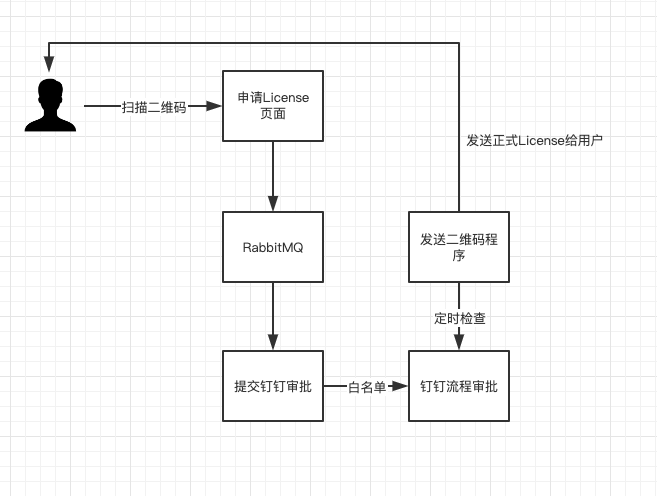 扫描二维码
申请License
页面
发送正式License给用户
RabbitMQ
发送二维码程
序
定时检查
提交钉钉审批
白名单
钉钉流程审批